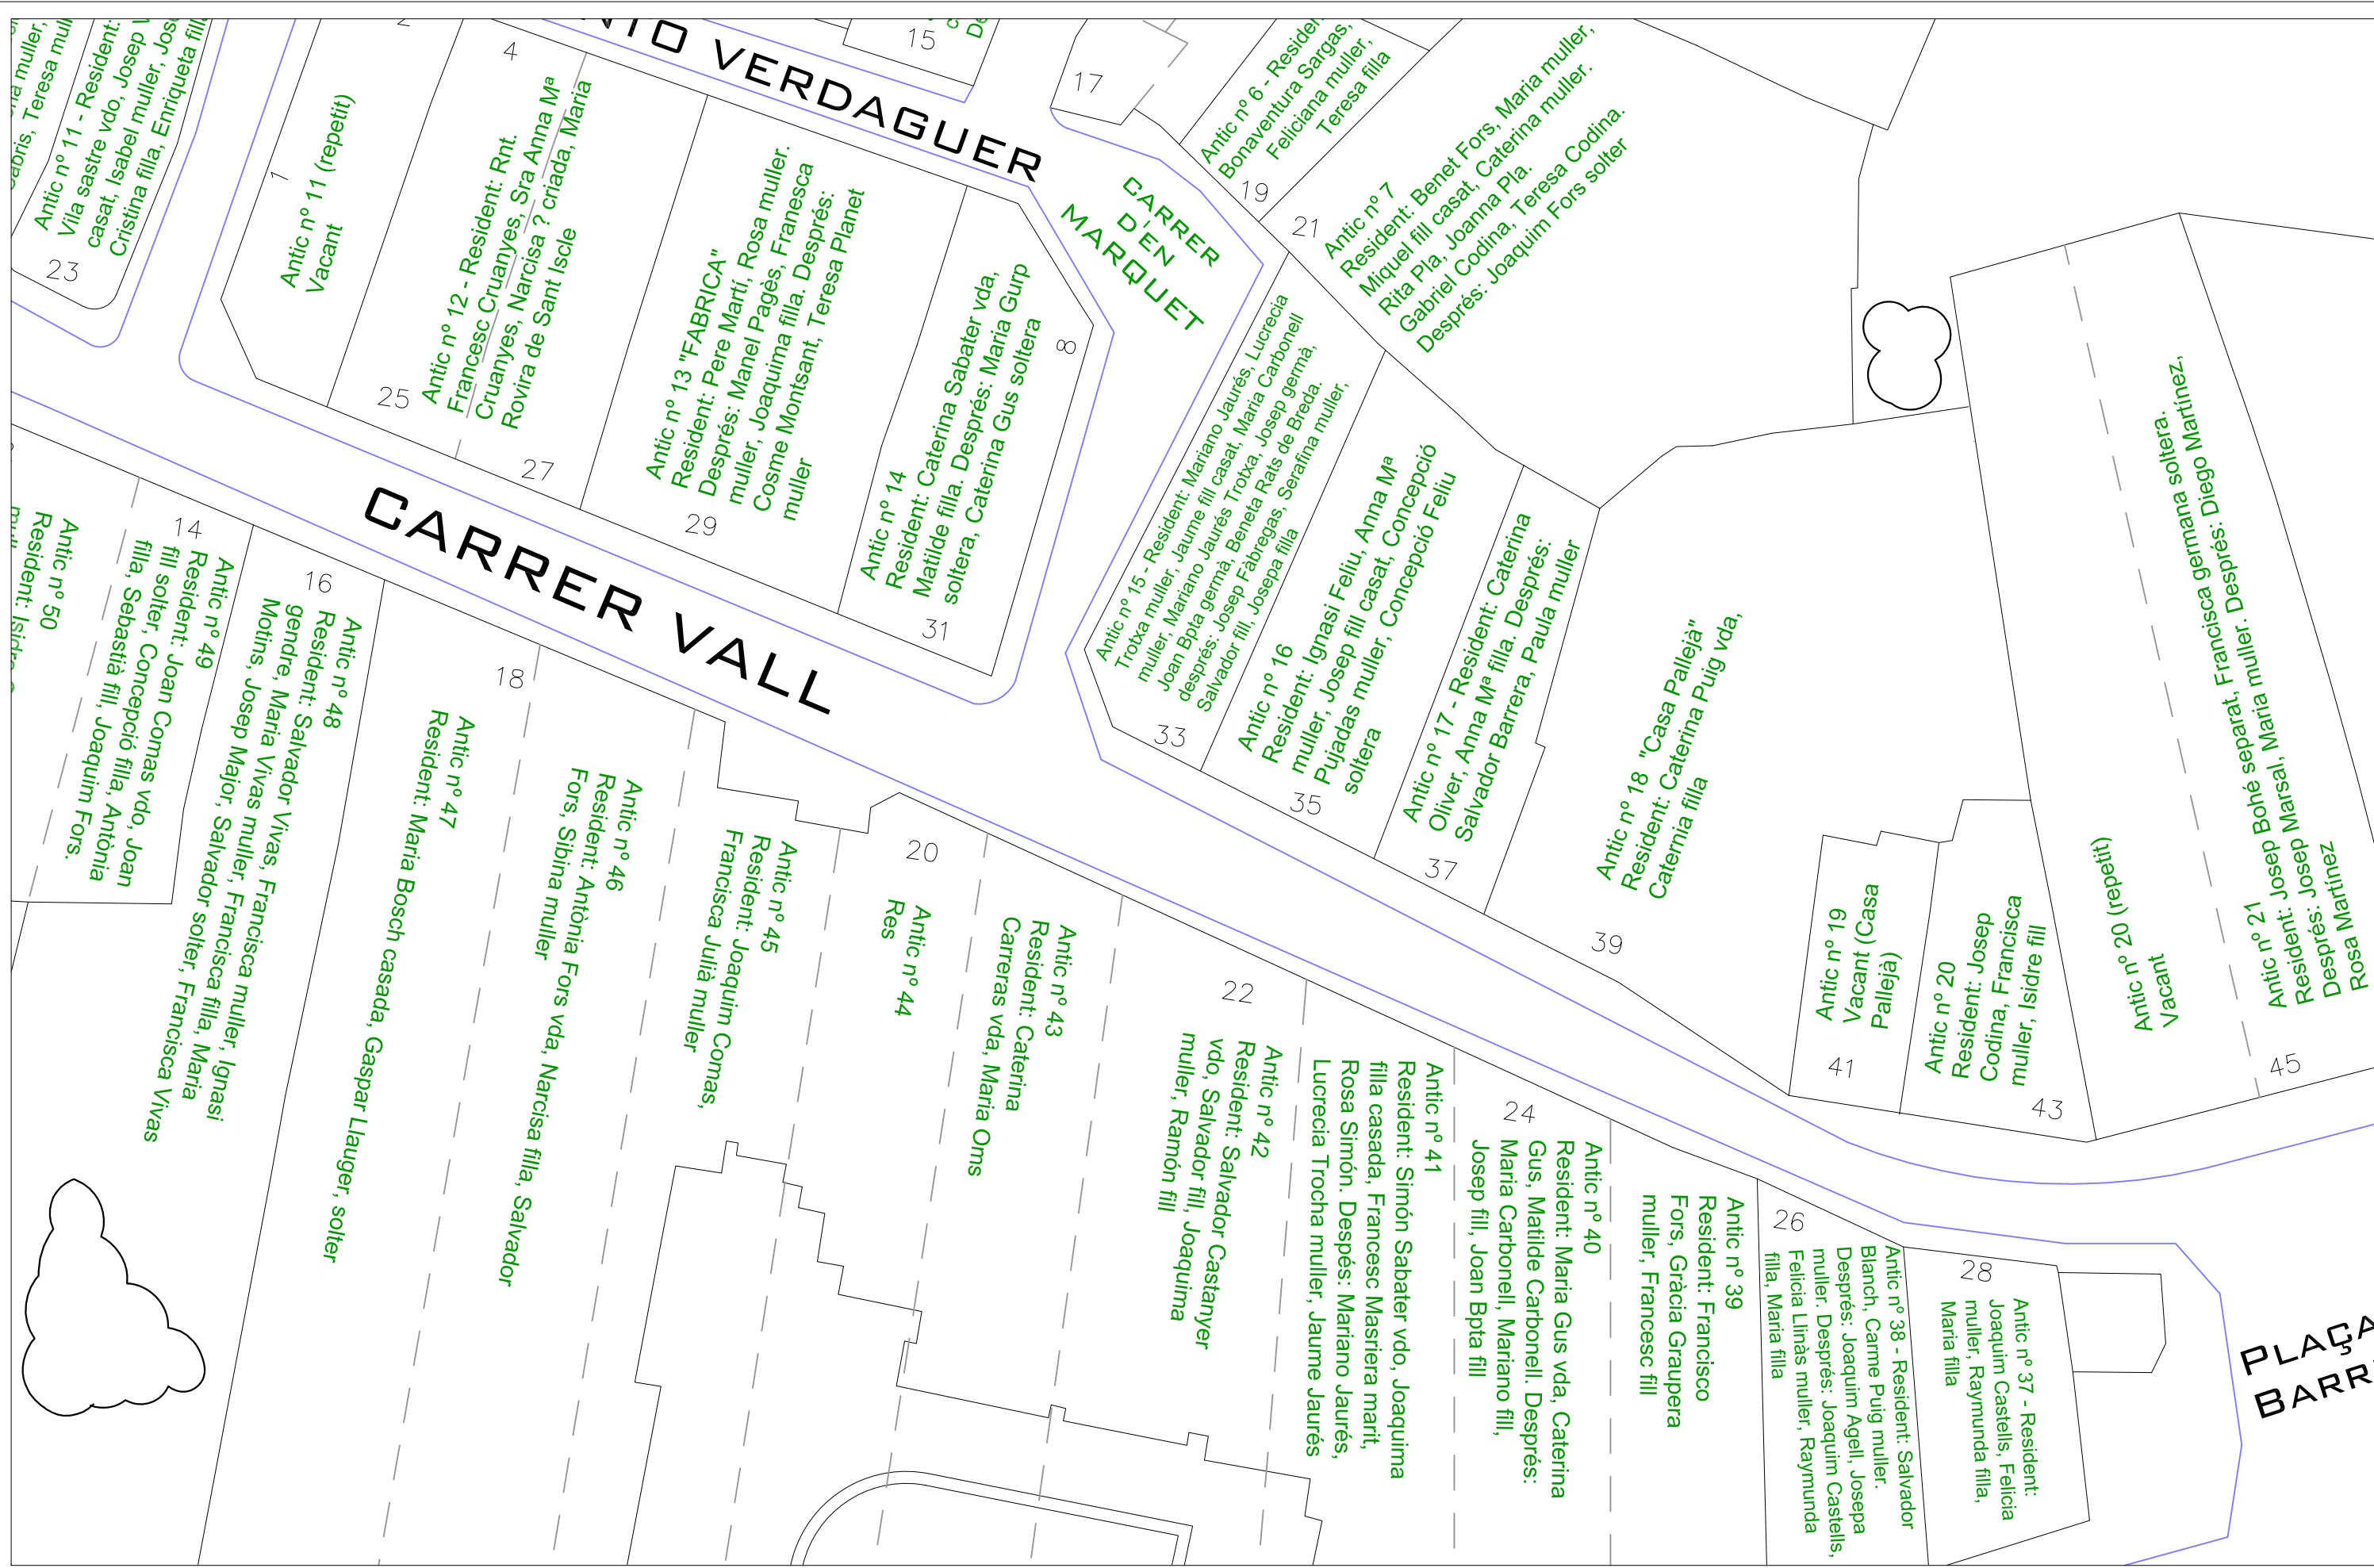 NTO VERDAGUER
CARRER
D'EN
MARQUET
CARRER VALL
PLAÇA
BARR
muller,
Teresa mul
Antic nº 11 - Resident:
Vila sastre vdo, Josep
casat, Isabel muller, Jos
Cristina filla, Enriqueta filla
23
1
Antic nº 11 (repetit)
Vacant
2
4
25
Antic nº 12 - Resident: Rnt.
Francesc Cruanyes, Sra Anna Mª
Cruanyes, Narcisa ? criada, Maria
Rovira de Sant Iscle
27
Antic nº 13 "FABRICA"
Resident: Pere Martí, Rosa muller.
Després: Manel Pagès, Franesca
muller, Joaquima filla. Després:
Cosme Montsant, Teresa Planet
muller
29
Antic nº 14
Resident: Caterina Sabater vda,
Matilde filla. Després: Maria Gurp
soltera, Caterina Gus soltera
31
8
15
De
17
Antic nº 6 - Residen
Bonaventura Sargas,
Feliciana muller,
Teresa filla
19
21
Antic nº 7
Resident: Benet Fors, Maria muller,
Miquel fill casat, Caterina muller.
Rita Pla, Joanna Pla.
Gabriel Codina, Teresa Codina.
Després: Joaquim Fors solter
Antic nº 15 - Resident: Mariano Jaurés, Lucrecia
Trotxa muller, Jaume fill casat, Maria Carbonell
muller, Mariano Jaurés Trotxa, Josep germà,
Joan Bpta germà, Beneta Rats de Breda.
després: Josep Fàbregas, Serafina muller,
Salvador fill, Josepa filla
33
Antic nº 16
Resident: Ignasi Feliu, Anna Mª
muller, Josep fill casat, Concepció
Pujadas muller, Concepció Feliu
soltera
35
Antic nº 17 - Resident: Caterina
Oliver, Anna Mª filla. Després:
Salvador Barrera, Paula muller
37
Antic nº 18 "Casa Pallejà"
Resident: Caterina Puig vda,
Caternia filla
39
Antic nº 19
Vacant (Casa
Pallejà)
41
Antic nº 20
Resident: Josep
Codina, Francisca
muller, Isidre fill
43
Antic nº 20 (repetit)
Vacant
Antic nº 21
Resident: Josep Bohé separat, Francisca germana soltera.
Després: Josep Marsal, Maria muller. Després: Diego Martínez,
Rosa Martínez
45
Antic nº 50
Resident: Isidre
14
Antic nº 49
Resident: Joan Comas vdo, Joan
fill solter, Concepció filla, Antònia
filla, Sebastià fill, Joaquim Fors.
16
Antic nº 48
Resident: Salvador Vivas, Francisca muller, Ignasi
gendre, Maria Vivas muller, Francisca filla, Maria
Motins, Josep Major, Salvador solter, Francisca Vivas
18
Antic nº 47
Resident: Maria Bosch casada, Gaspar Llauger, solter
Antic nº 46
Resident: Antònia Fors vda, Narcisa filla, Salvador
Fors, Sibina muller
Antic nº 45
Resident: Joaquim Comas,
Francisca Julià muller
20
Antic nº 44
Res
Antic nº 43
Resident: Caterina
Carreras vda, Maria Oms
22
Antic nº 42
Resident: Salvador Castanyer
vdo, Salvador fill, Joaquima
muller, Ramón fill
Antic nº 41
Resident: Simón Sabater vdo, Joaquima
filla casada, Francesc Masriera marit,
Rosa Simón. Despés: Mariano Jaurés,
Lucrecia Trocha muller, Jaume Jaurés
24
Antic nº 40
Resident: Maria Gus vda, Caterina
Gus, Matilde Carbonell. Després:
Maria Carbonell, Mariano fill,
Josep fill, Joan Bpta fill
Antic nº 39
Resident: Francisco
Fors, Gràcia Graupera
muller, Francesc fill
26
Antic nº 38 - Resident: Salvador
Blanch, Carme Puig muller.
Després: Joaquim Agell, Josepa
muller. Després: Joaquim Castells,
Felicia Llinàs muller, Raymunda
filla, Maria filla
28
Antic nº 37 - Resident:
Joaquim Castells, Felicia
muller, Raymunda filla,
Maria filla